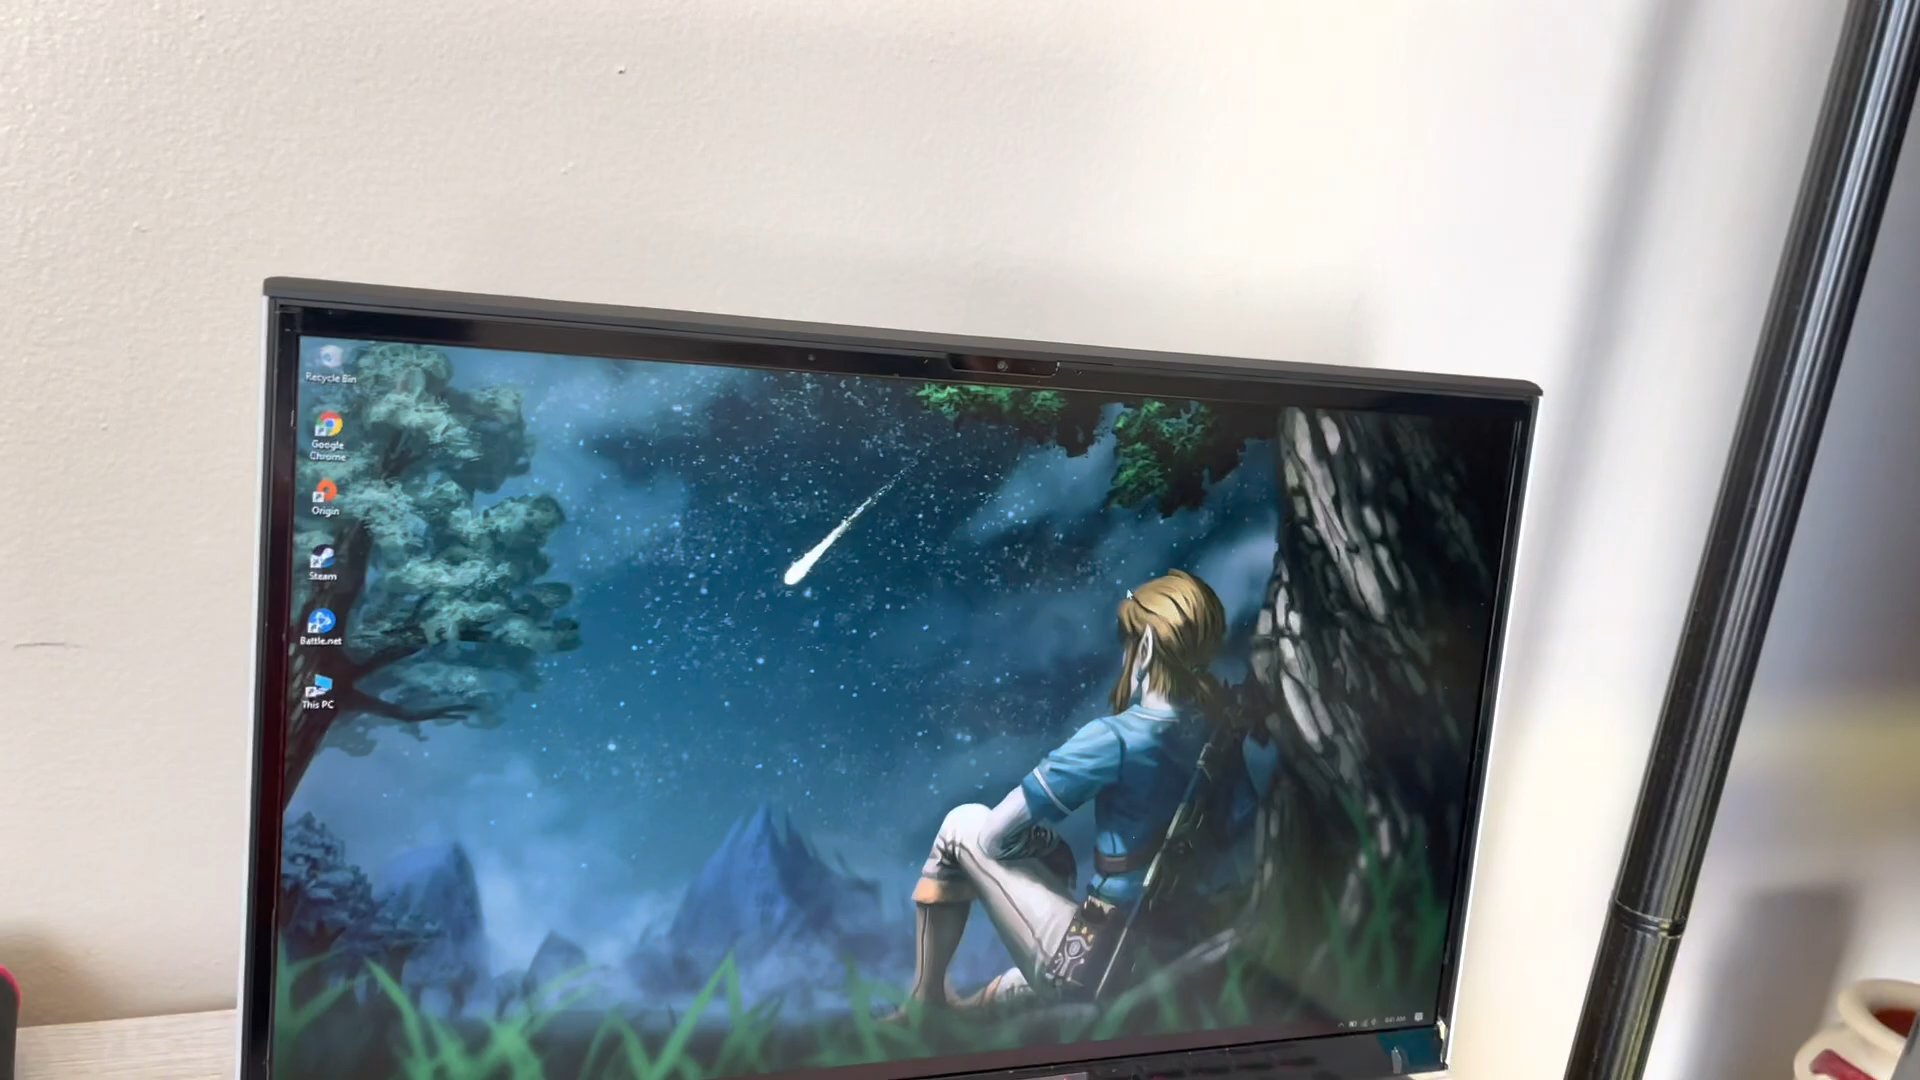 Recycle Bin
Google
Chrome
Origin
Steam
Battle.net
This PC